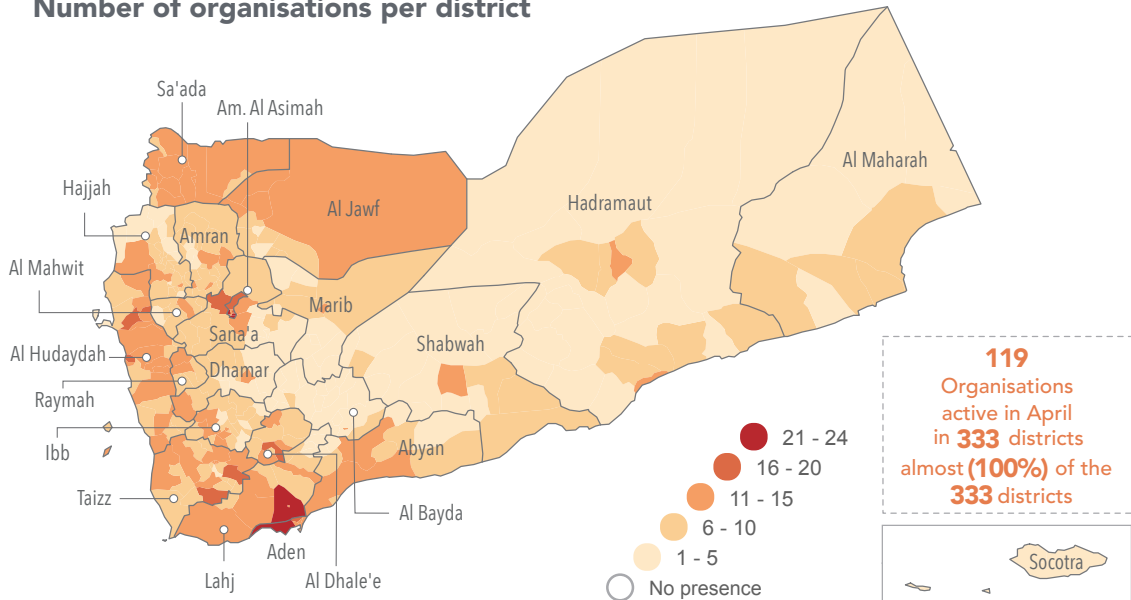 Number of organisations per district
Sa'ada
Am. Al Asimah
Hajjah
Al Maharah
Hadramaut
Al Jawf
Amran
Al Mahwit
Marib
Sana'a
Shabwah
Al Hudaydah
Dhamar
Raymah
Abyan
Ibb
Taizz
Al Bayda
Aden
Lahj
Al Dhale'e
21 - 24
16 - 20
11 - 15
6 - 10
1 - 5
No presence
119
Organisations
active in April
in 333 districts
almost (100%) of the
333 districts
Socotra